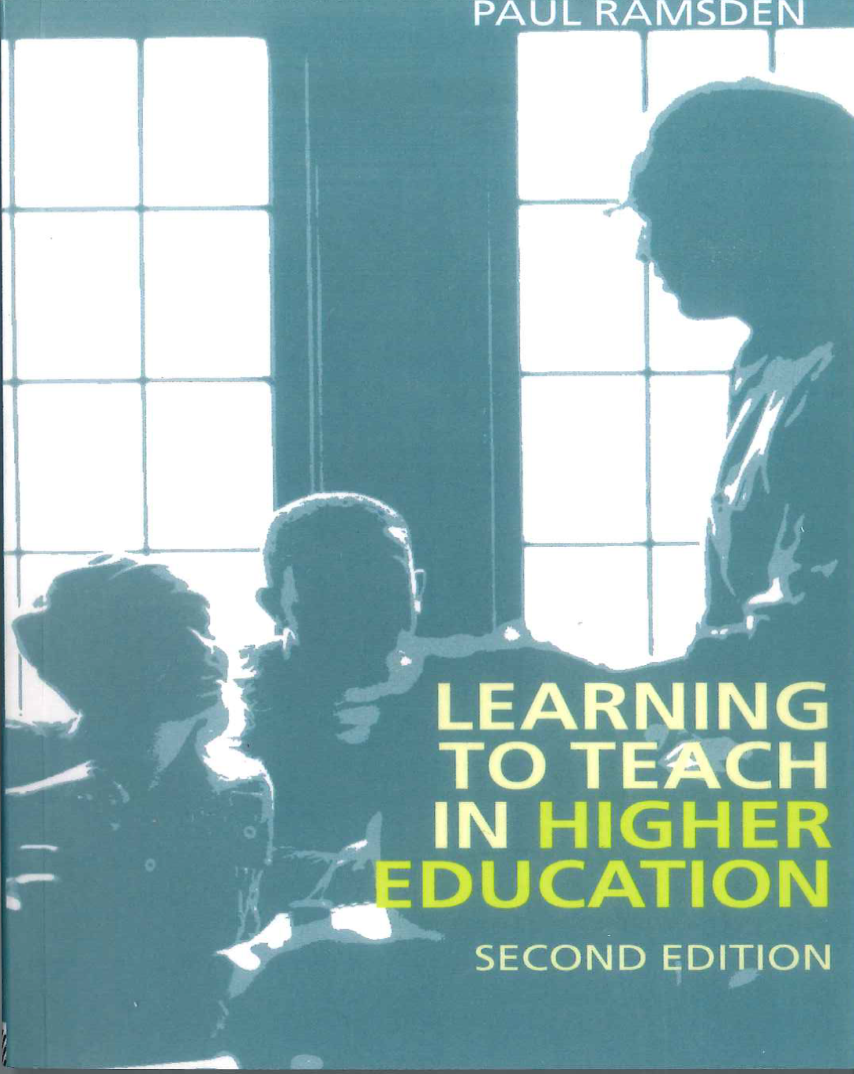 PAUL RAMSDEN
LEARNING
TO TEACH
IN HIGHER
EDUCATION
SECOND EDITION